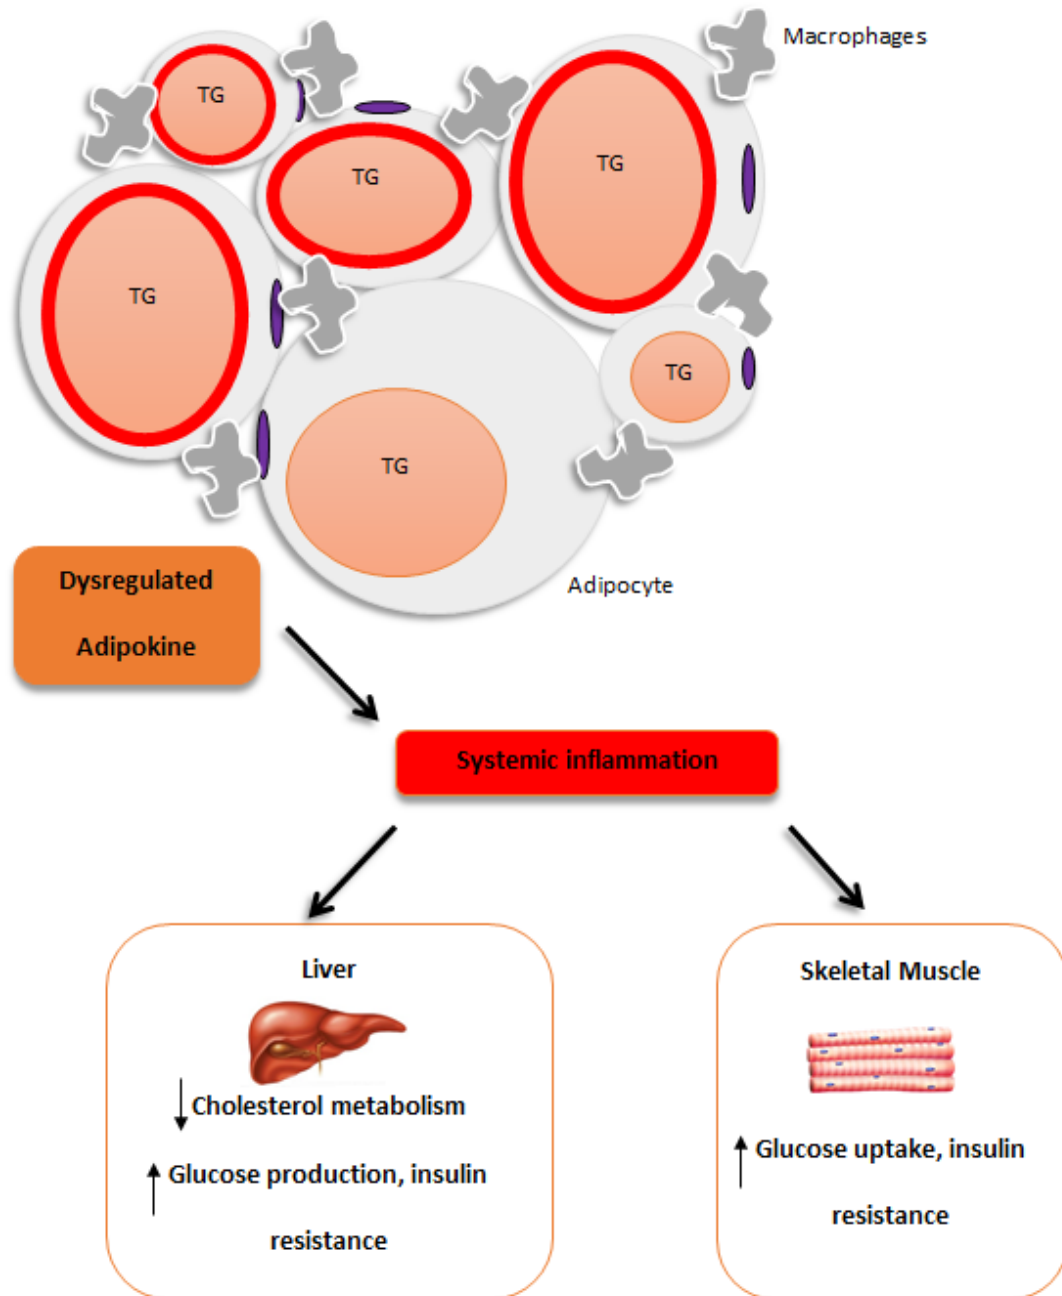 Macrophages
TG
TG
TG
TG
TG
TG
Adipocyte
Dysregulated
Adipokine
Systemic inflammation
Liver
↓ Cholesterol metabolism
↑ Glucose production, insulin
resistance
Skeletal Muscle
↑ Glucose uptake, insulin
resistance